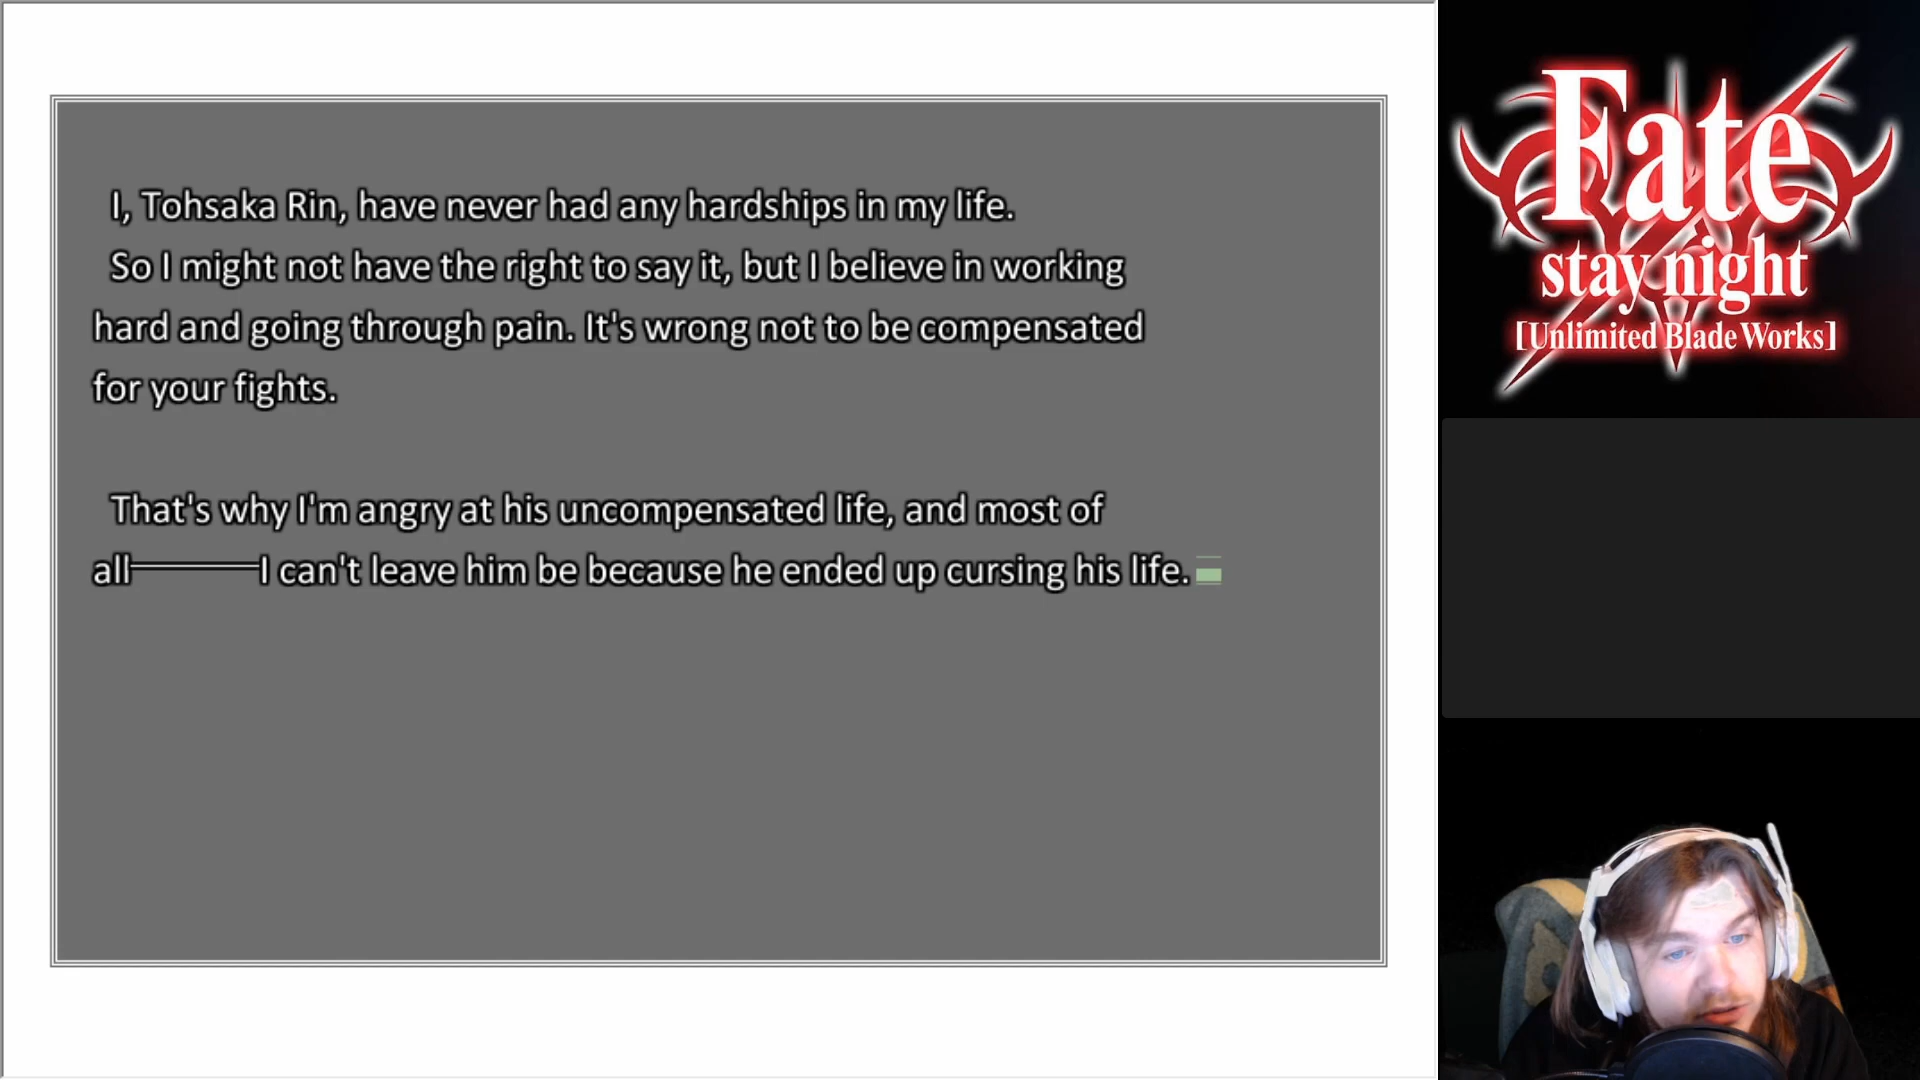 I, Tohsaka Rin, have never had any hardships in my life.
So I might not have the right to say it, but I believe in working
hard and going through pain. It's wrong not to be compensated
for your fights.
That's why I'm angry at his uncompensated life, and most of
all―――――I can't leave him be because he ended up cursing his life.
Fate
stay night
[Unlimited Blade Works]